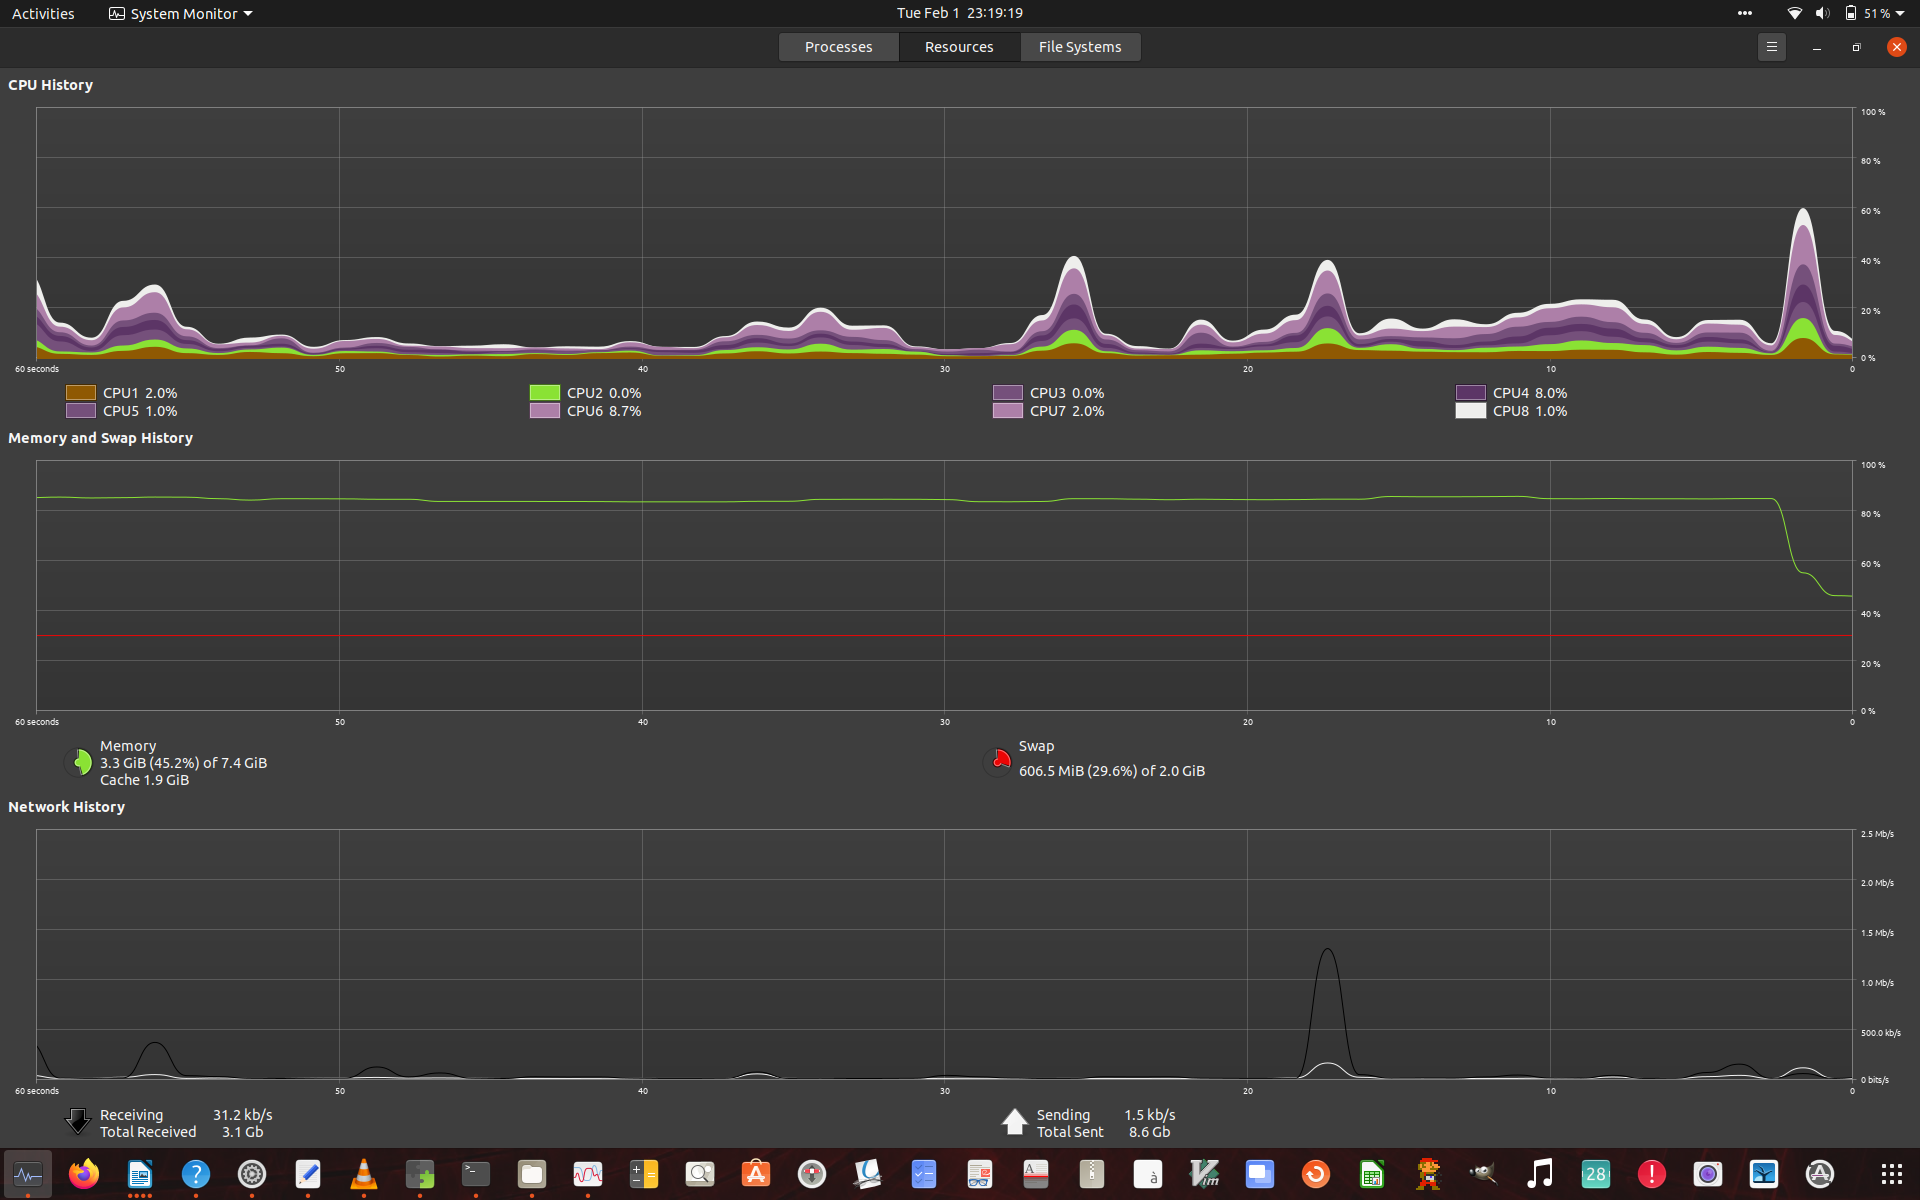 Activities System Monitor Tue Feb 1 23:19:19 51 %
Processes Resources File Systems
CPU History
100 %
80 %
60 %
40 %
20 %
0 %
60 seconds 50 40 30 20 10 0
CPU1 2.0% CPU2 0.0% CPU3 0.0% CPU4 8.0%
CPU5 1.0% CPU6 8.7% CPU7 2.0% CPU8 1.0%
Memory and Swap History
100 %
80 %
60 %
40 %
20 %
0 %
60 seconds 50 40 30 20 10 0
Memory
3.3 GiB (45.2%) of 7.4 GiB
Cache 1.9 GiB
Swap
606.5 MiB (29.6%) of 2.0 GiB
Network History
2.5 Mb/s
2.0 Mb/s
1.5 Mb/s
1.0 Mb/s
500.0 kb/s
0 bits/s
60 seconds 50 40 30 20 10 0
Receiving 31.2 kb/s
Total Received 3.1 Gb
Sending 1.5 kb/s
Total Sent 8.6 Gb
? >_ A A à Vim 28 !